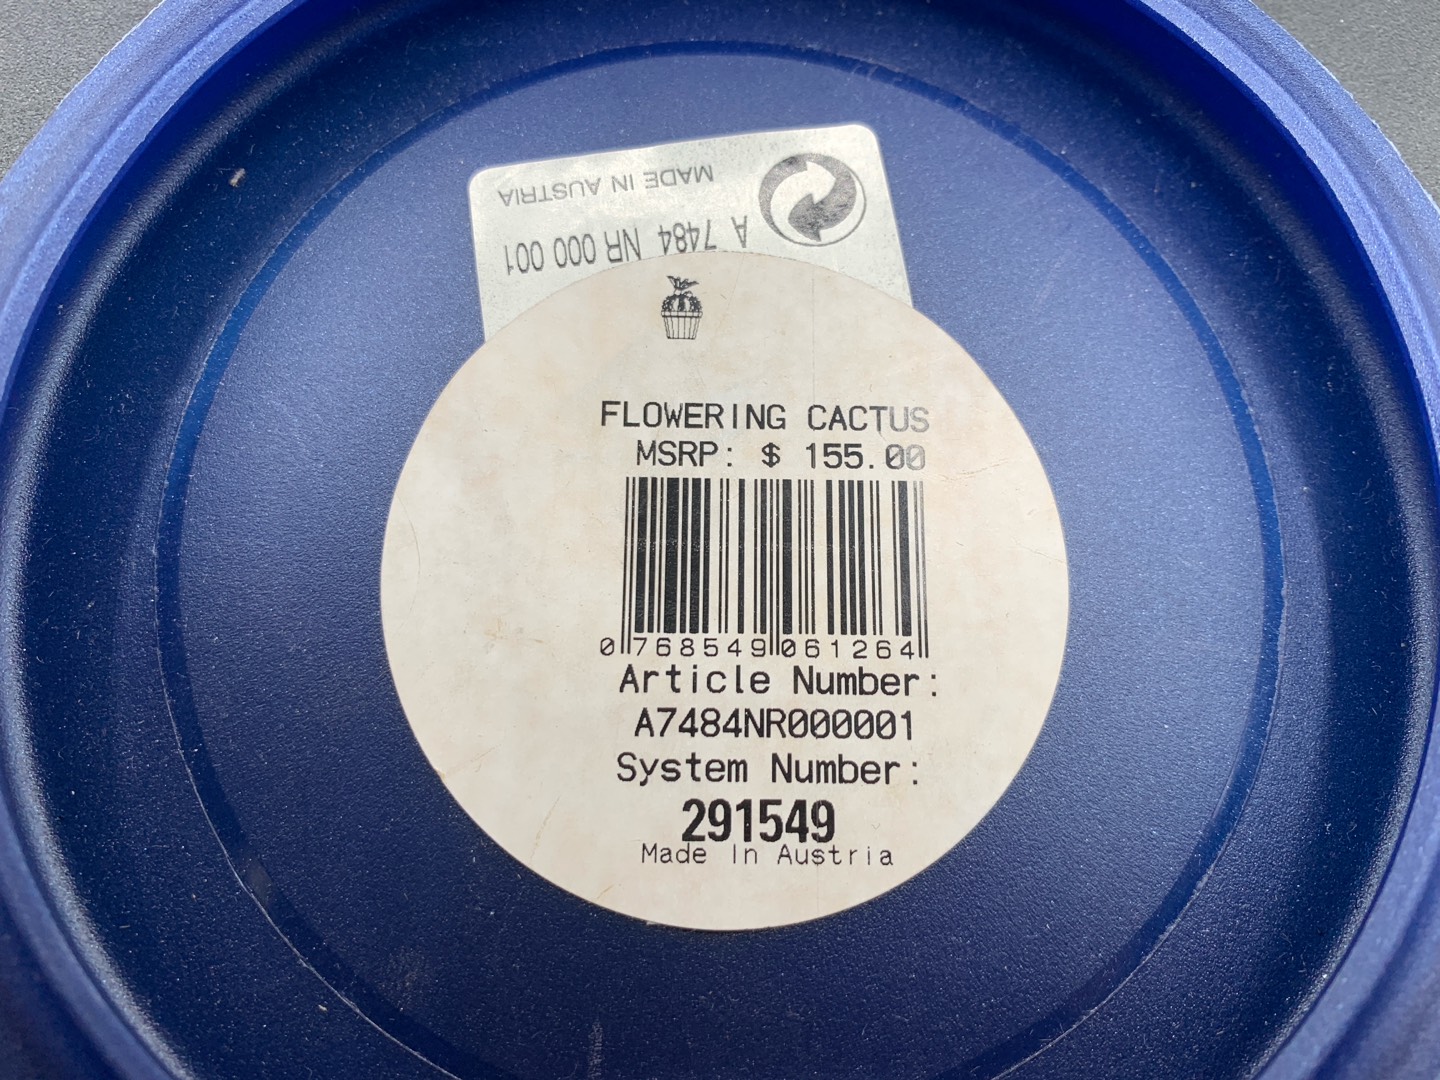 MADE IN AUSTRIA
A 7484 NR 000 001
FLOWERING CACTUS
MSRP: $ 155.00
0 768549 061264
Article Number:
A7484NR000001
System Number:
291549
Made In Austria